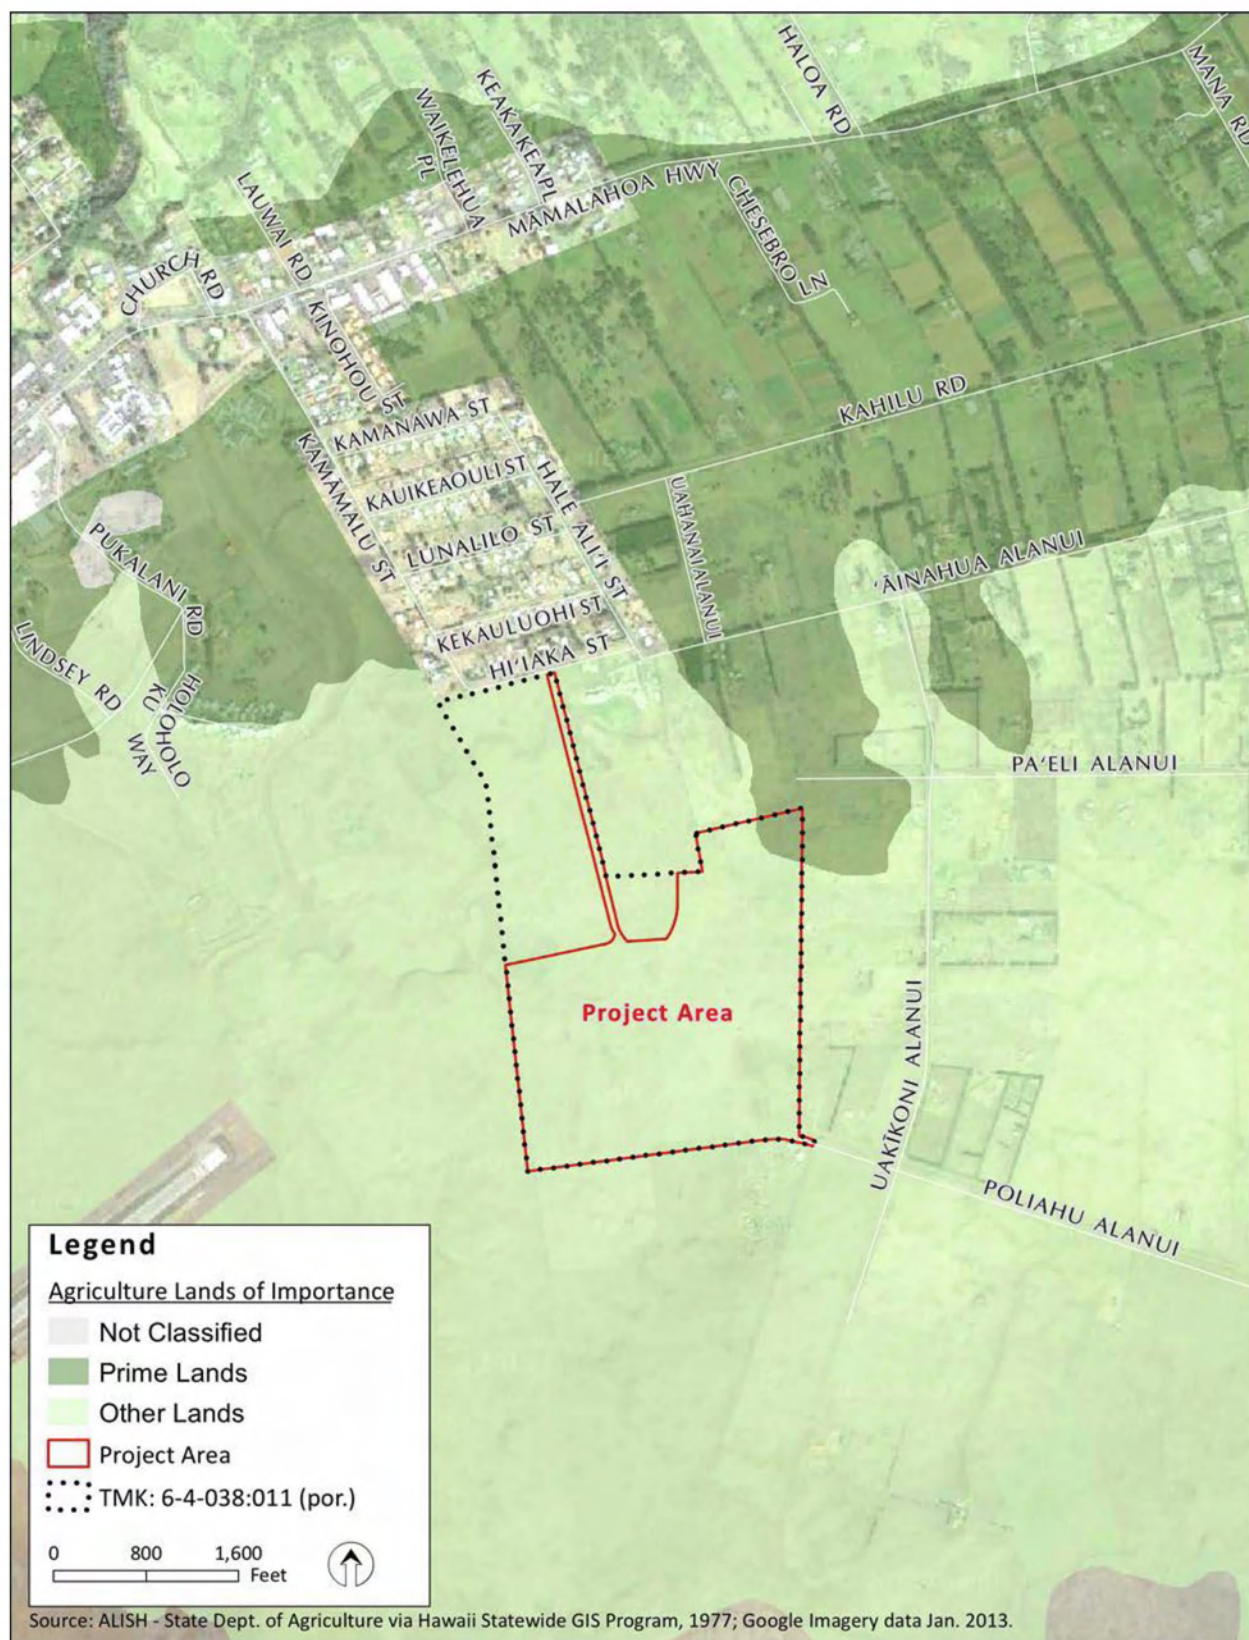 HALOA RD
MANA RD
KEAKAKEAPL
WAIKELEHUA
PL
MĀMALAHOA HWY
LAUWAI RD
CHESEBRO LN
CHURCH RD
KINOHOU ST
KAHILU RD
KAMANAWA ST
KAUIKEAOULI ST
HALE ALI‘I ST
KAMĀMALU ST
UAHANAI ALANUI
LUNALILO ST
‘ĀINAHUA ALANUI
PUKALANI RD
KEKAULUOHI ST
HI‘IAKA ST
LINDSEY RD
HOLOHOLO
KU
WAY
PA‘ELI ALANUI
Project Area
UAKĪKONI ALANUI
POLIAHU ALANUI
Legend
Agriculture Lands of Importance
Not Classified
Prime Lands
Other Lands
Project Area
TMK: 6-4-038:011 (por.)
0 800 1,600
Feet
Source: ALISH - State Dept. of Agriculture via Hawaii Statewide GIS Program, 1977; Google Imagery data Jan. 2013.